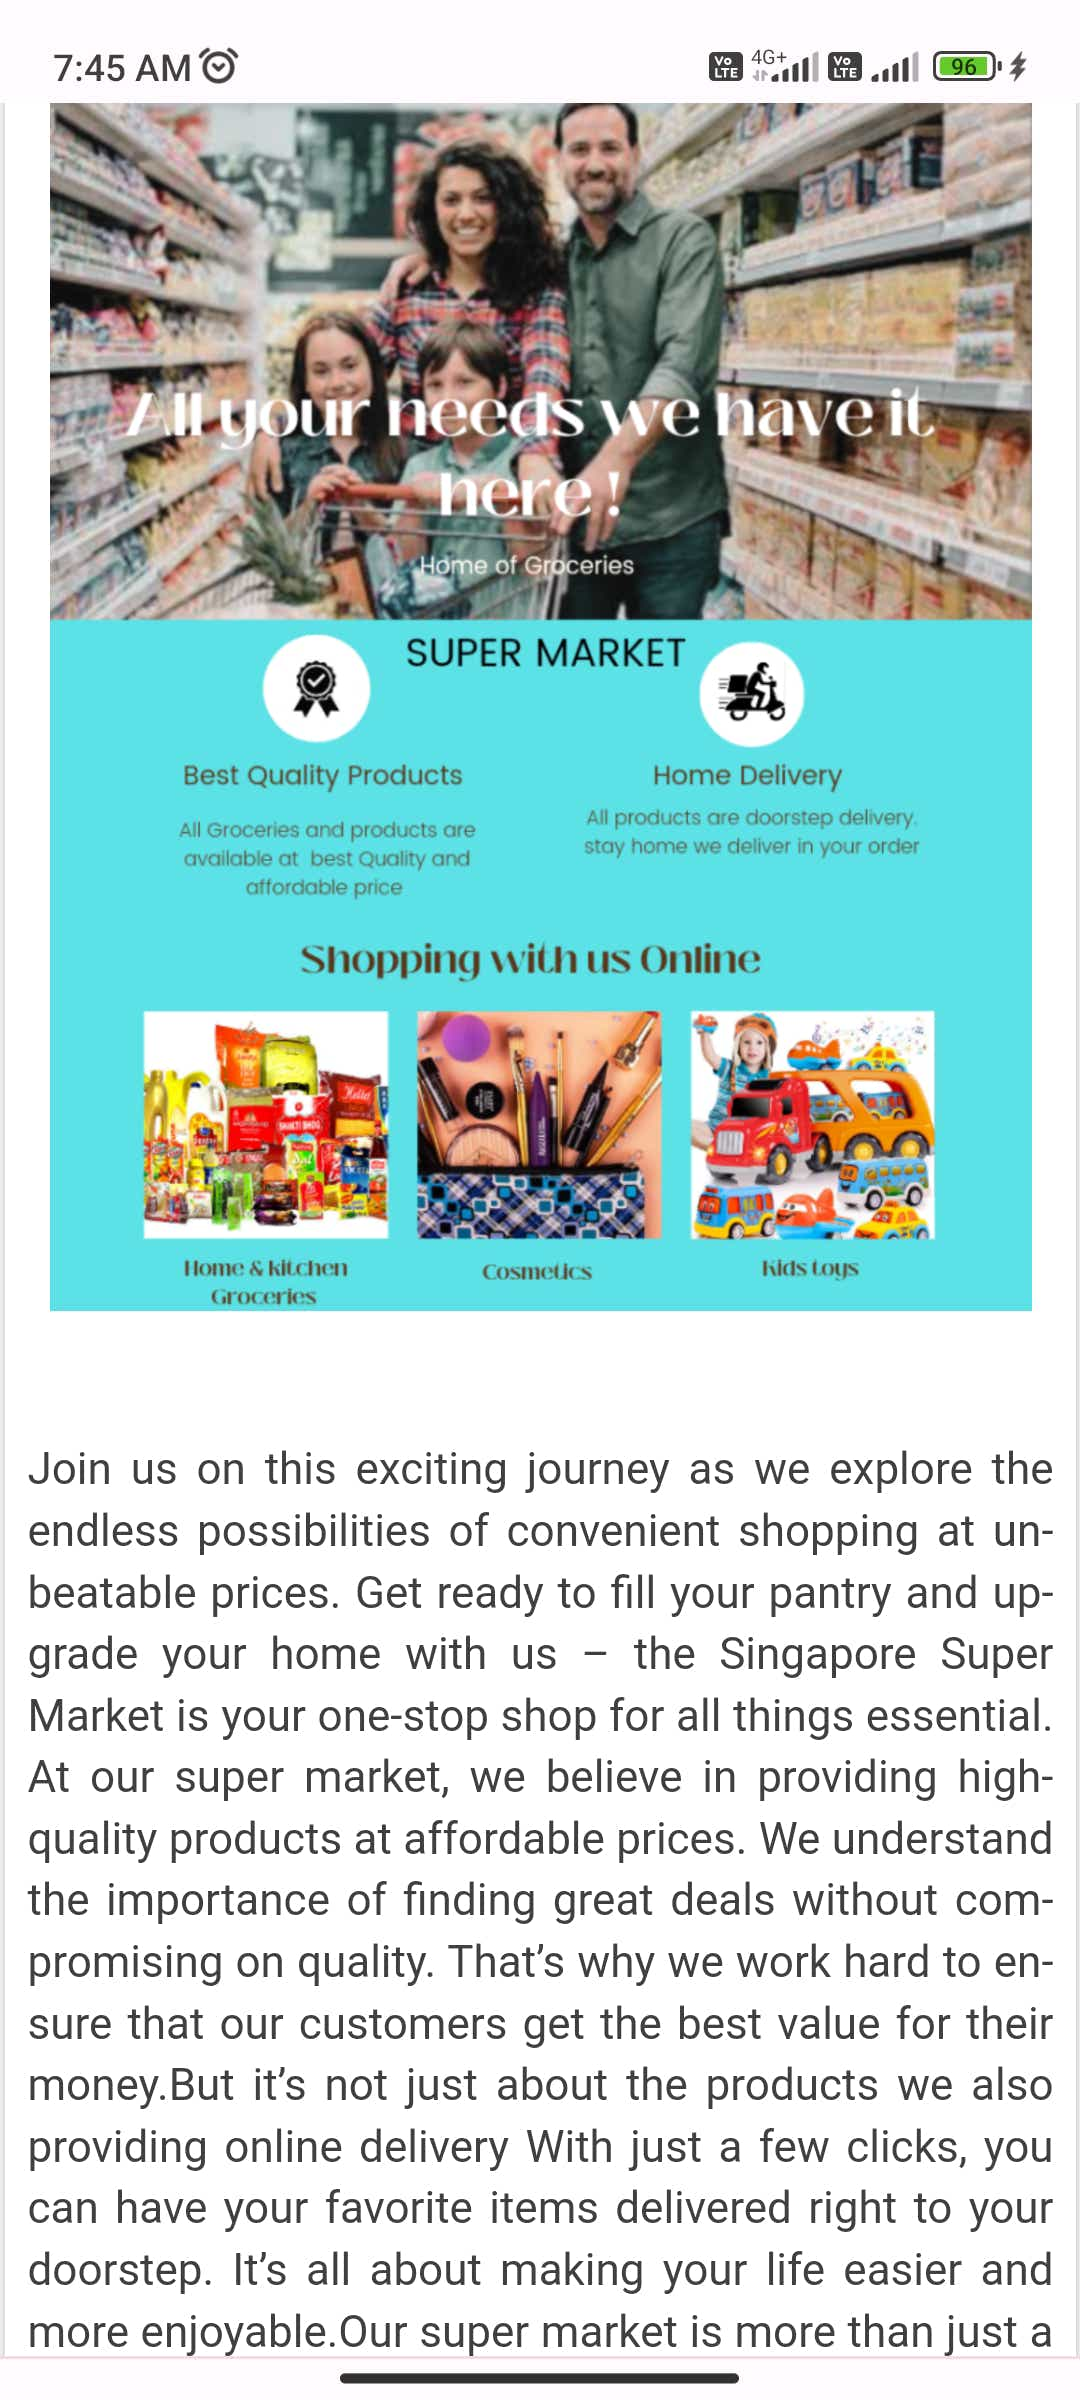 7:45 AM
Vo LTE 4G+ Vo LTE 96
All your needs we have it
here !
Home of Groceries
SUPER MARKET
Best Quality Products
Home Delivery
All Groceries and products are
available at best Quality and
affordable price
All products are doorstep delivery.
stay home we deliver in your order
Shopping with us Online
Home & kitchen
Groceries
Cosmetics
Kids toys
Join us on this exciting journey as we explore the
endless possibilities of convenient shopping at un-
beatable prices. Get ready to fill your pantry and up-
grade your home with us – the Singapore Super
Market is your one-stop shop for all things essential.
At our super market, we believe in providing high-
quality products at affordable prices. We understand
the importance of finding great deals without com-
promising on quality. That’s why we work hard to en-
sure that our customers get the best value for their
money.But it’s not just about the products we also
providing online delivery With just a few clicks, you
can have your favorite items delivered right to your
doorstep. It’s all about making your life easier and
more enjoyable.Our super market is more than just a